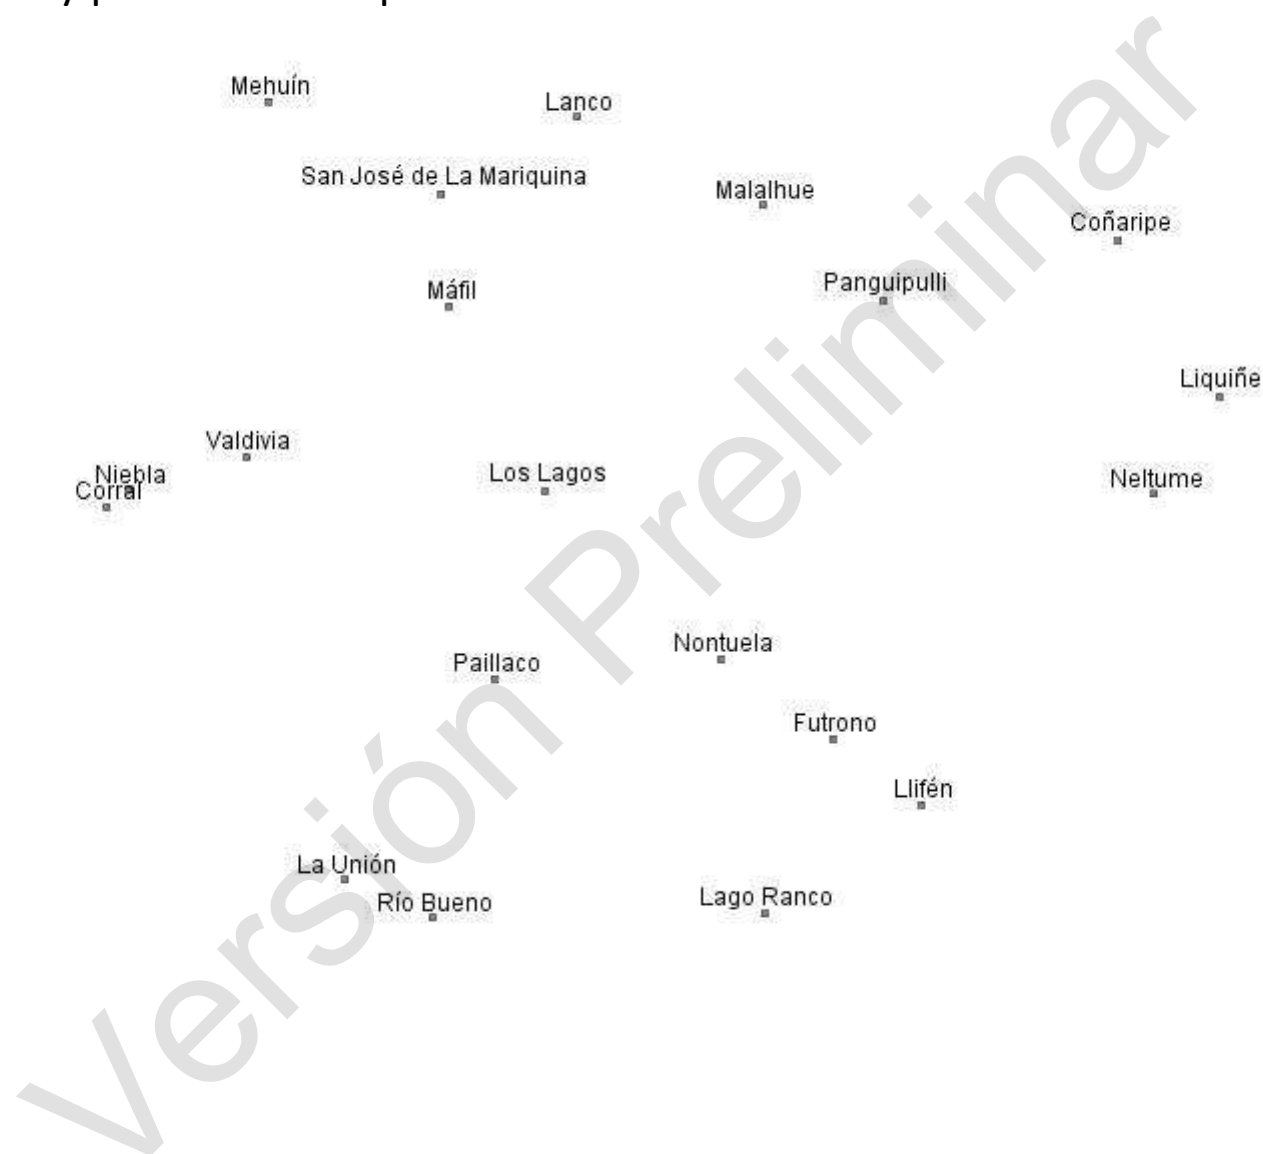 Mehuín
Lanco
San José de La Mariquina
Malalhue
Coñaripe
Panguipulli
Máfil
Liquiñe
Valdivia
Niebla
Corral
Los Lagos
Neltume
Nontuela
Paillaco
Futrono
Llifén
La Unión
Río Bueno
Lago Ranco
Versión Preliminar